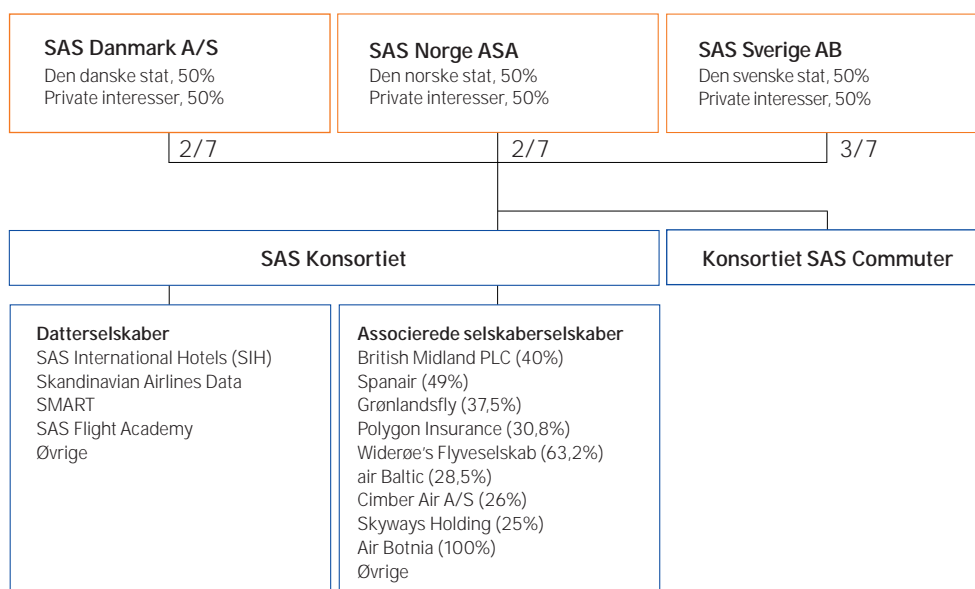 SAS Danmark A/S
Den danske stat, 50%
Private interesser, 50%
SAS Norge ASA
Den norske stat, 50%
Private interesser, 50%
SAS Sverige AB
Den svenske stat, 50%
Private interesser, 50%
2/7
2/7
3/7
SAS Konsortiet
Konsortiet SAS Commuter
Datterselskaber
SAS International Hotels (SIH)
Skandinavian Airlines Data
SMART
SAS Flight Academy
Øvrige
Associerede selskaberselskaber
British Midland PLC (40%)
Spanair (49%)
Grønlandsfly (37,5%)
Polygon Insurance (30,8%)
Widerøe's Flyveselskab (63,2%)
air Baltic (28,5%)
Cimber Air A/S (26%)
Skyways Holding (25%)
Air Botnia (100%)
Øvrige